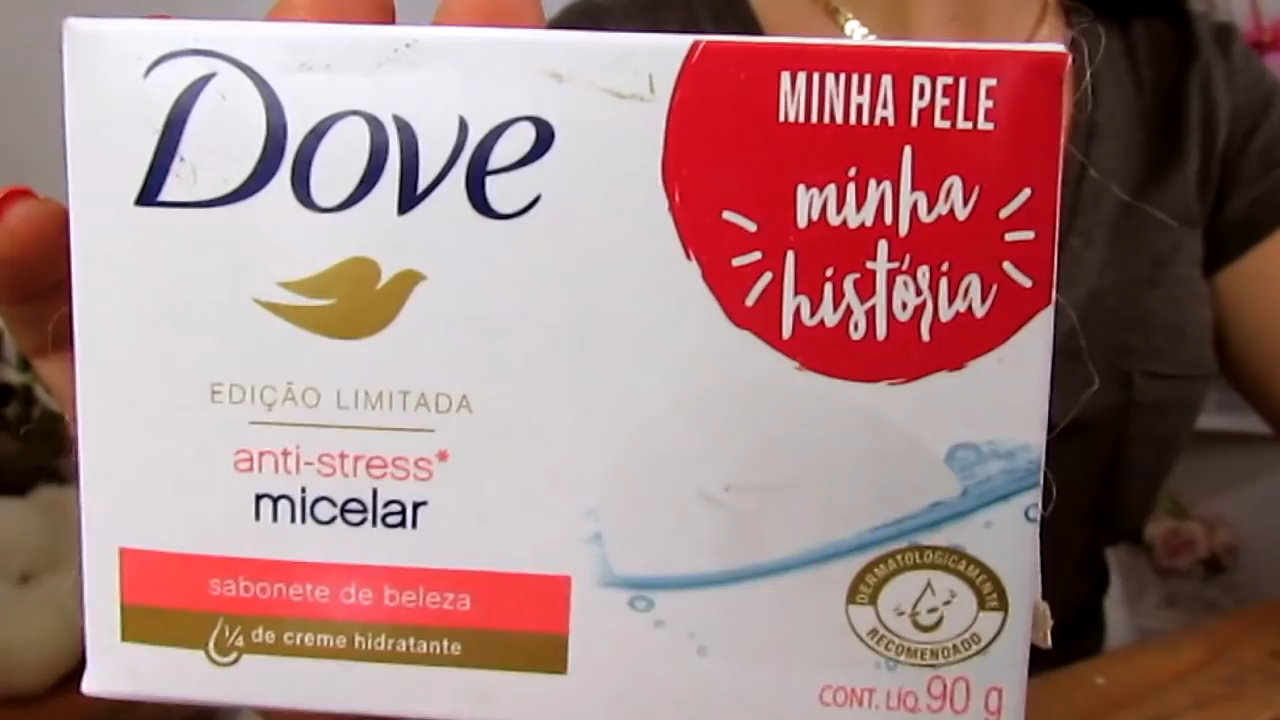 Dove
MINHA PELE
minha
história
EDIÇÃO LIMITADA
anti-stress*
micelar
sabonete de beleza
¼ de creme hidratante
DERMATOLOGICAMENTE
RECOMENDADO
CONT. LÍQ. 90 g